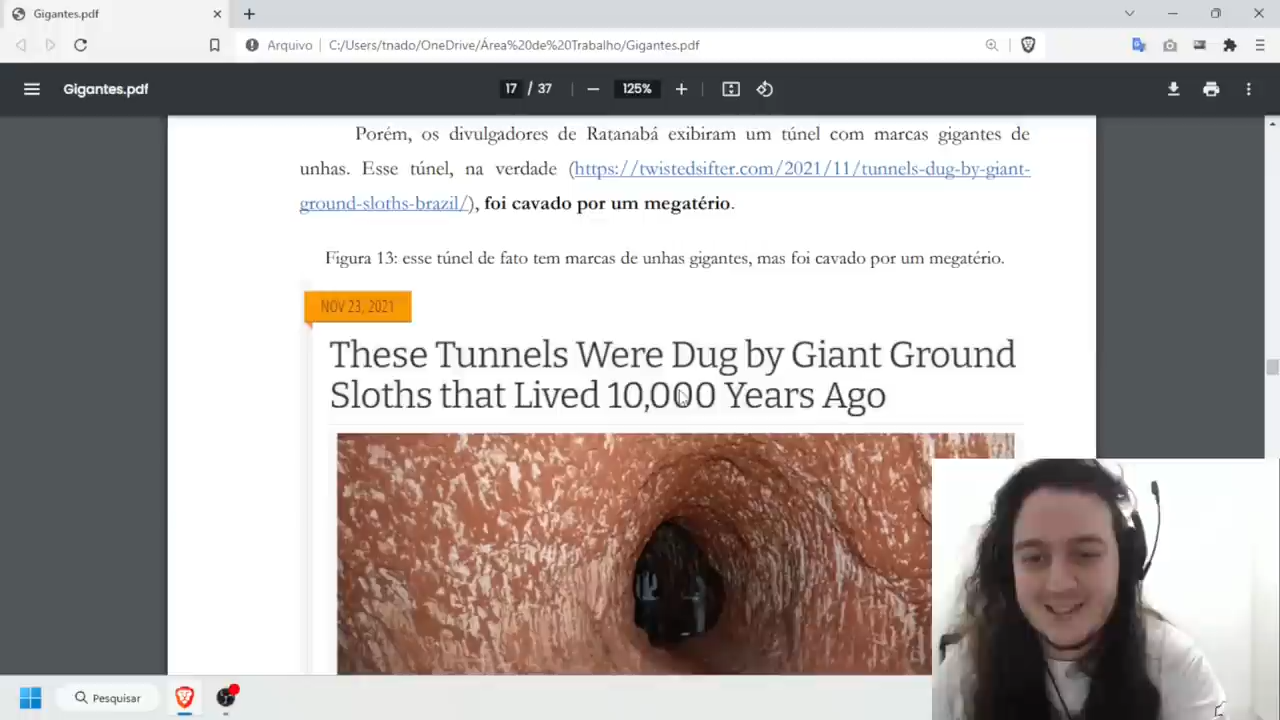 Gigantes.pdf
Arquivo
C:/Users/tnado/OneDrive/Área%20de%20Trabalho/Gigantes.pdf
Gigantes.pdf
17 / 37
125%
Porém, os divulgadores de Ratanabá exibiram um túnel com marcas gigantes de
unhas. Esse túnel, na verdade (https://twistedsifter.com/2021/11/tunnels-dug-by-giant-
ground-sloths-brazil/), foi cavado por um megatério.
Figura 13: esse túnel de fato tem marcas de unhas gigantes, mas foi cavado por um megatério.
NOV 23, 2021
These Tunnels Were Dug by Giant Ground
Sloths that Lived 10,000 Years Ago
Pesquisar